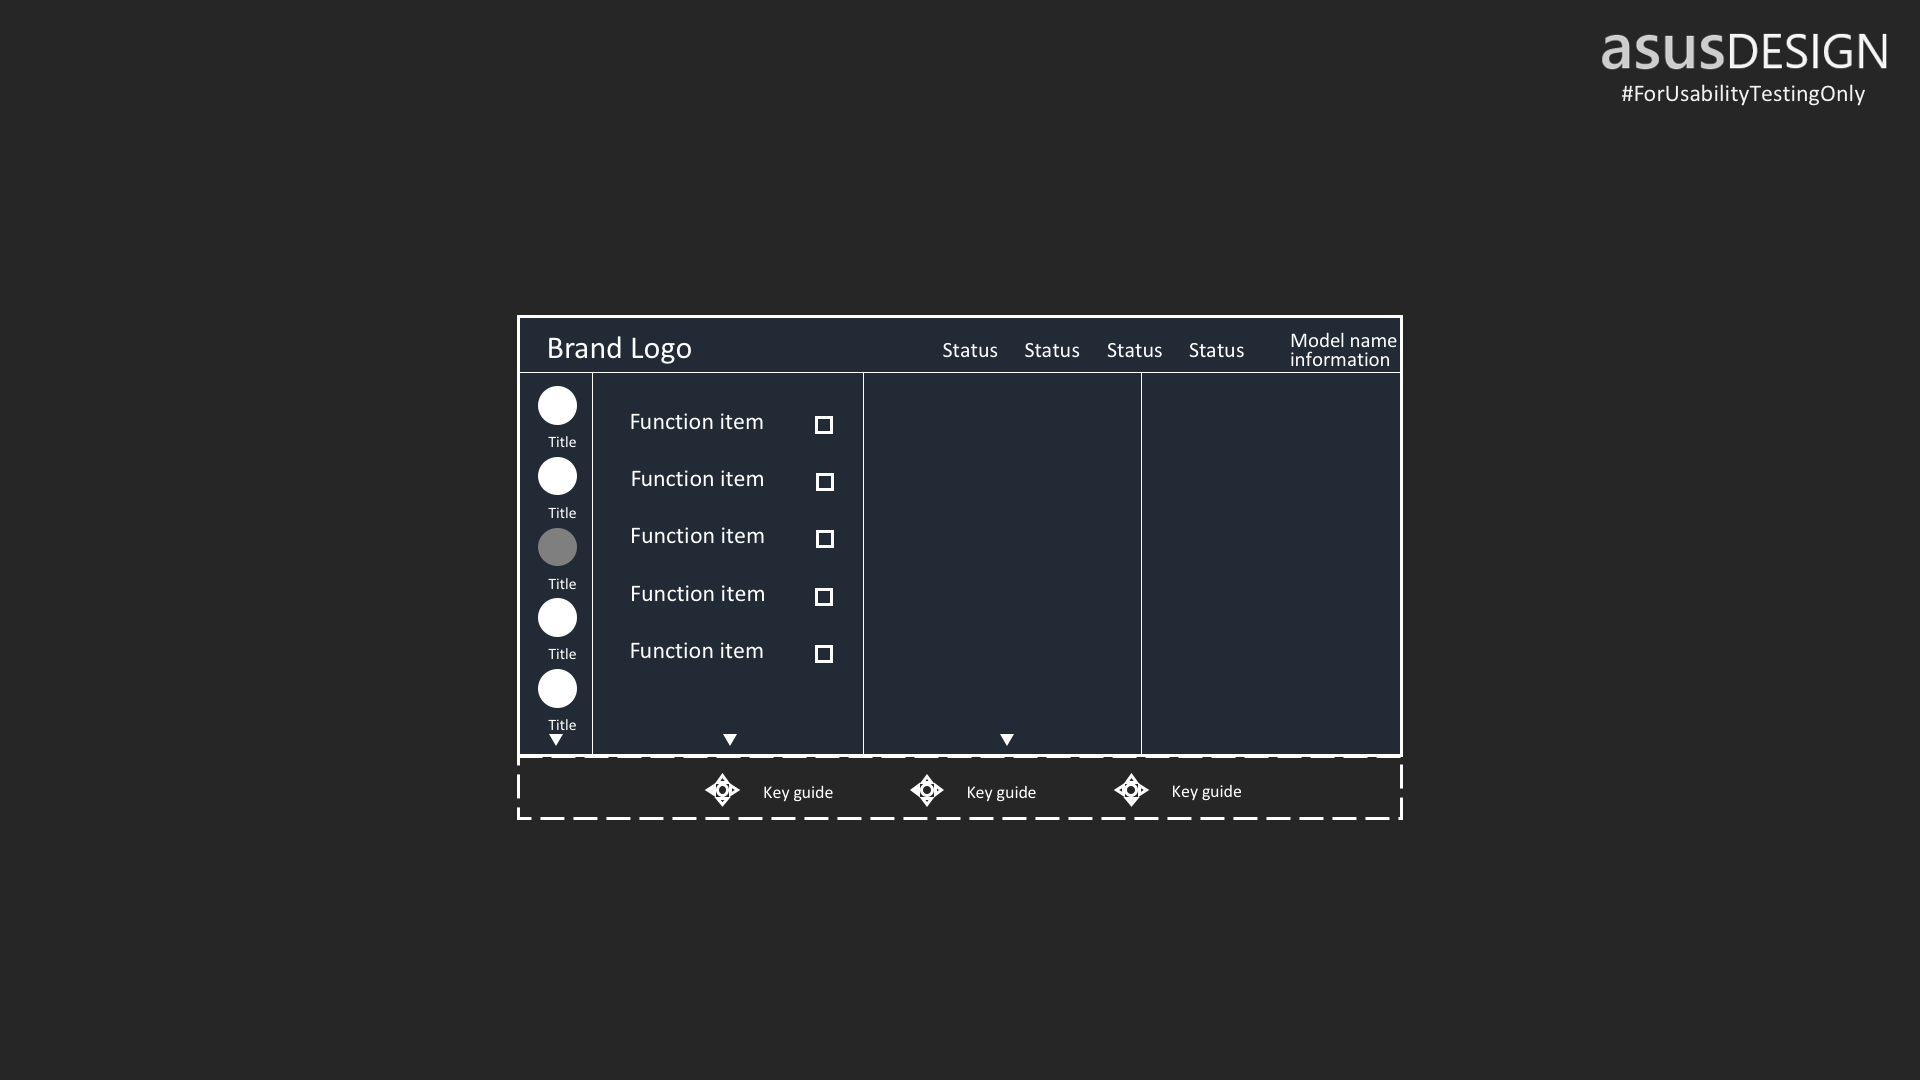 asusDESIGN
#ForUsabilityTestingOnly
Brand Logo
Status Status Status Status
Model name
information
Title
Title
Title
Title
Title
Function item
Function item
Function item
Function item
Function item
Key guide Key guide Key guide